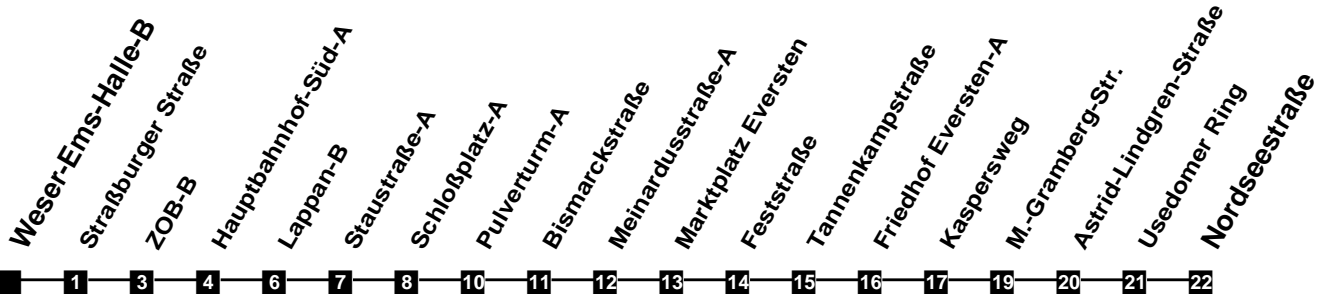 Weser-Ems-Halle-B
Straßburger Straße
ZOB-B
Hauptbahnhof-Süd-A
Lappan-B
Staustraße-A
Schloßplatz-A
Pulverturm-A
Bismarckstraße
Meinardusstraße-A
Marktplatz Eversten
Feststraße
Tannenkampstraße
Friedhof Eversten-A
Kaspersweg
M.-Gramberg-Str.
Astrid-Lindgren-Straße
Usedomer Ring
Nordseestraße
1 3 4 6 7 8 10 11 12 13 14 15 16 17 19 20 21 22